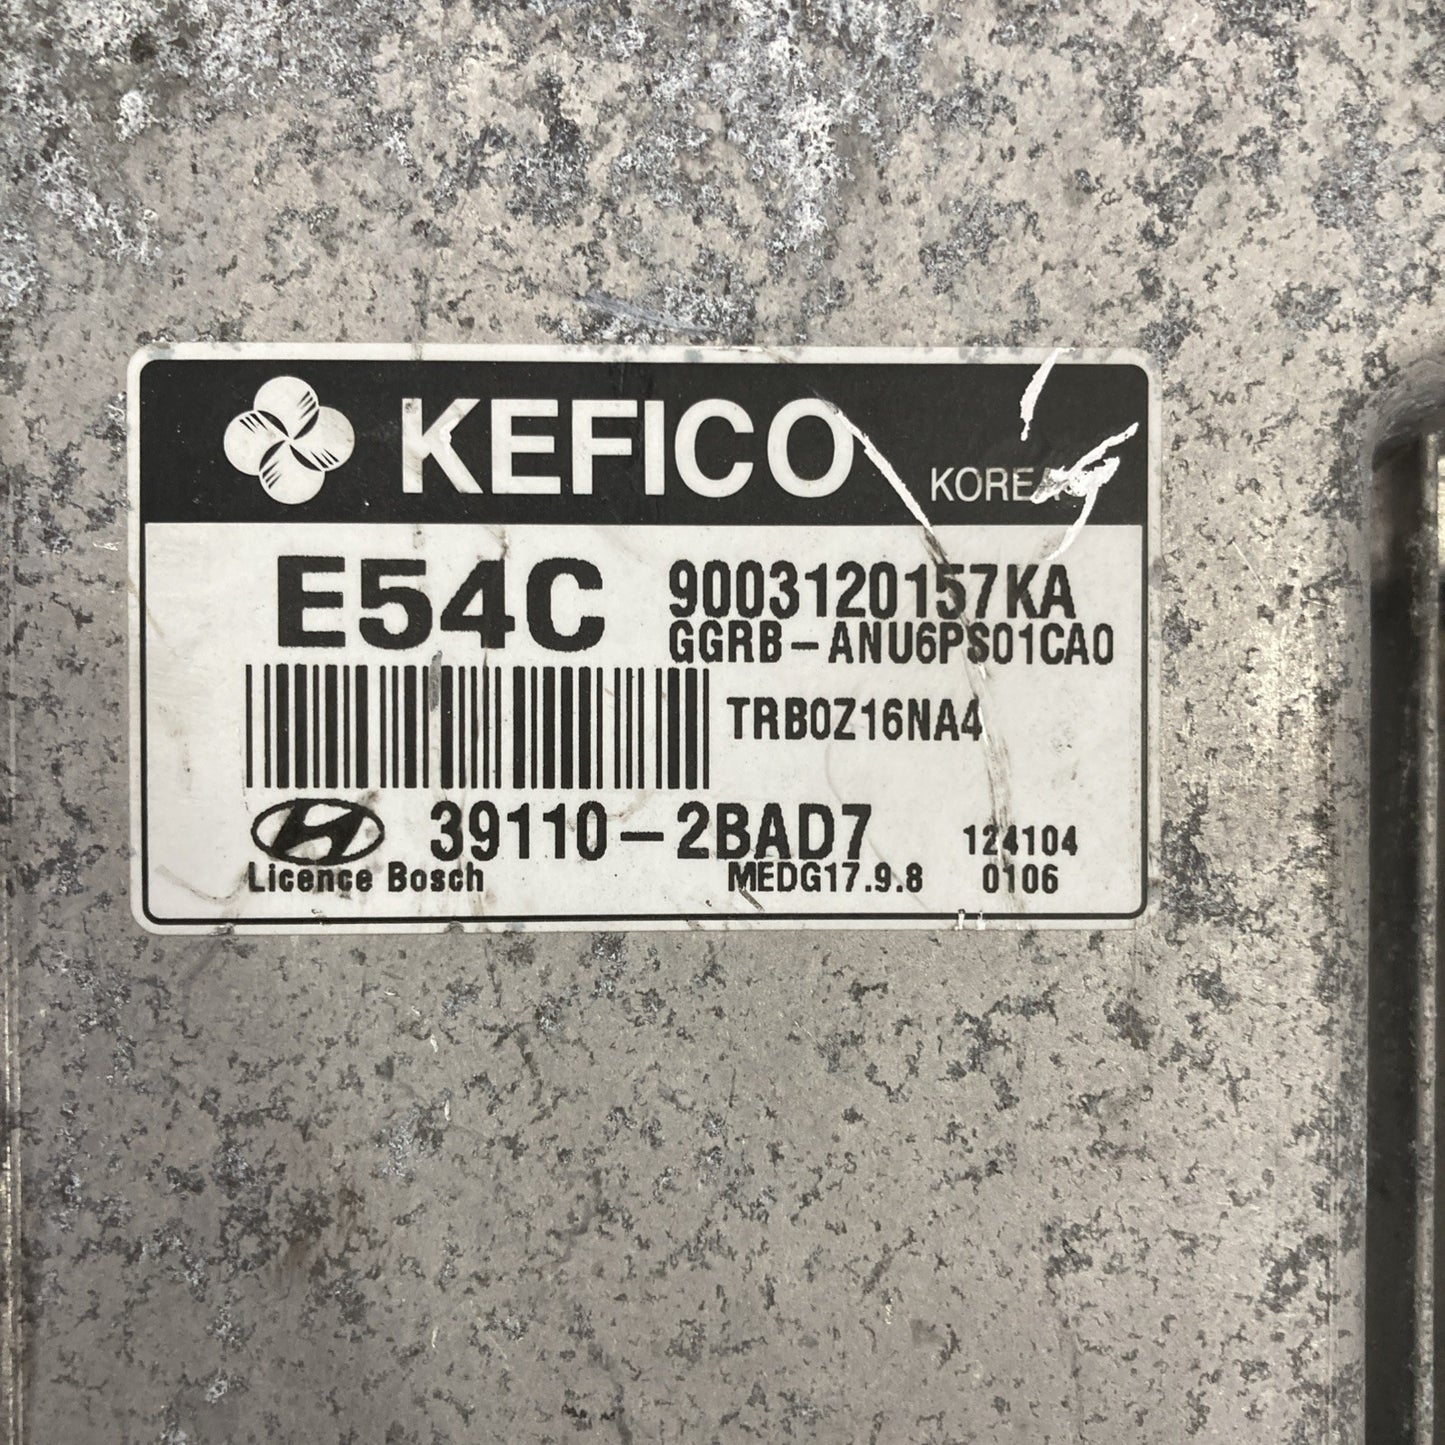 KEFICO KOREA
E54C 9003120157KA
GGRB-ANU6PS01CA0
TRB0Z16NA4
39110-2BAD7 124104
Licence Bosch MEDG17.9.8 0106